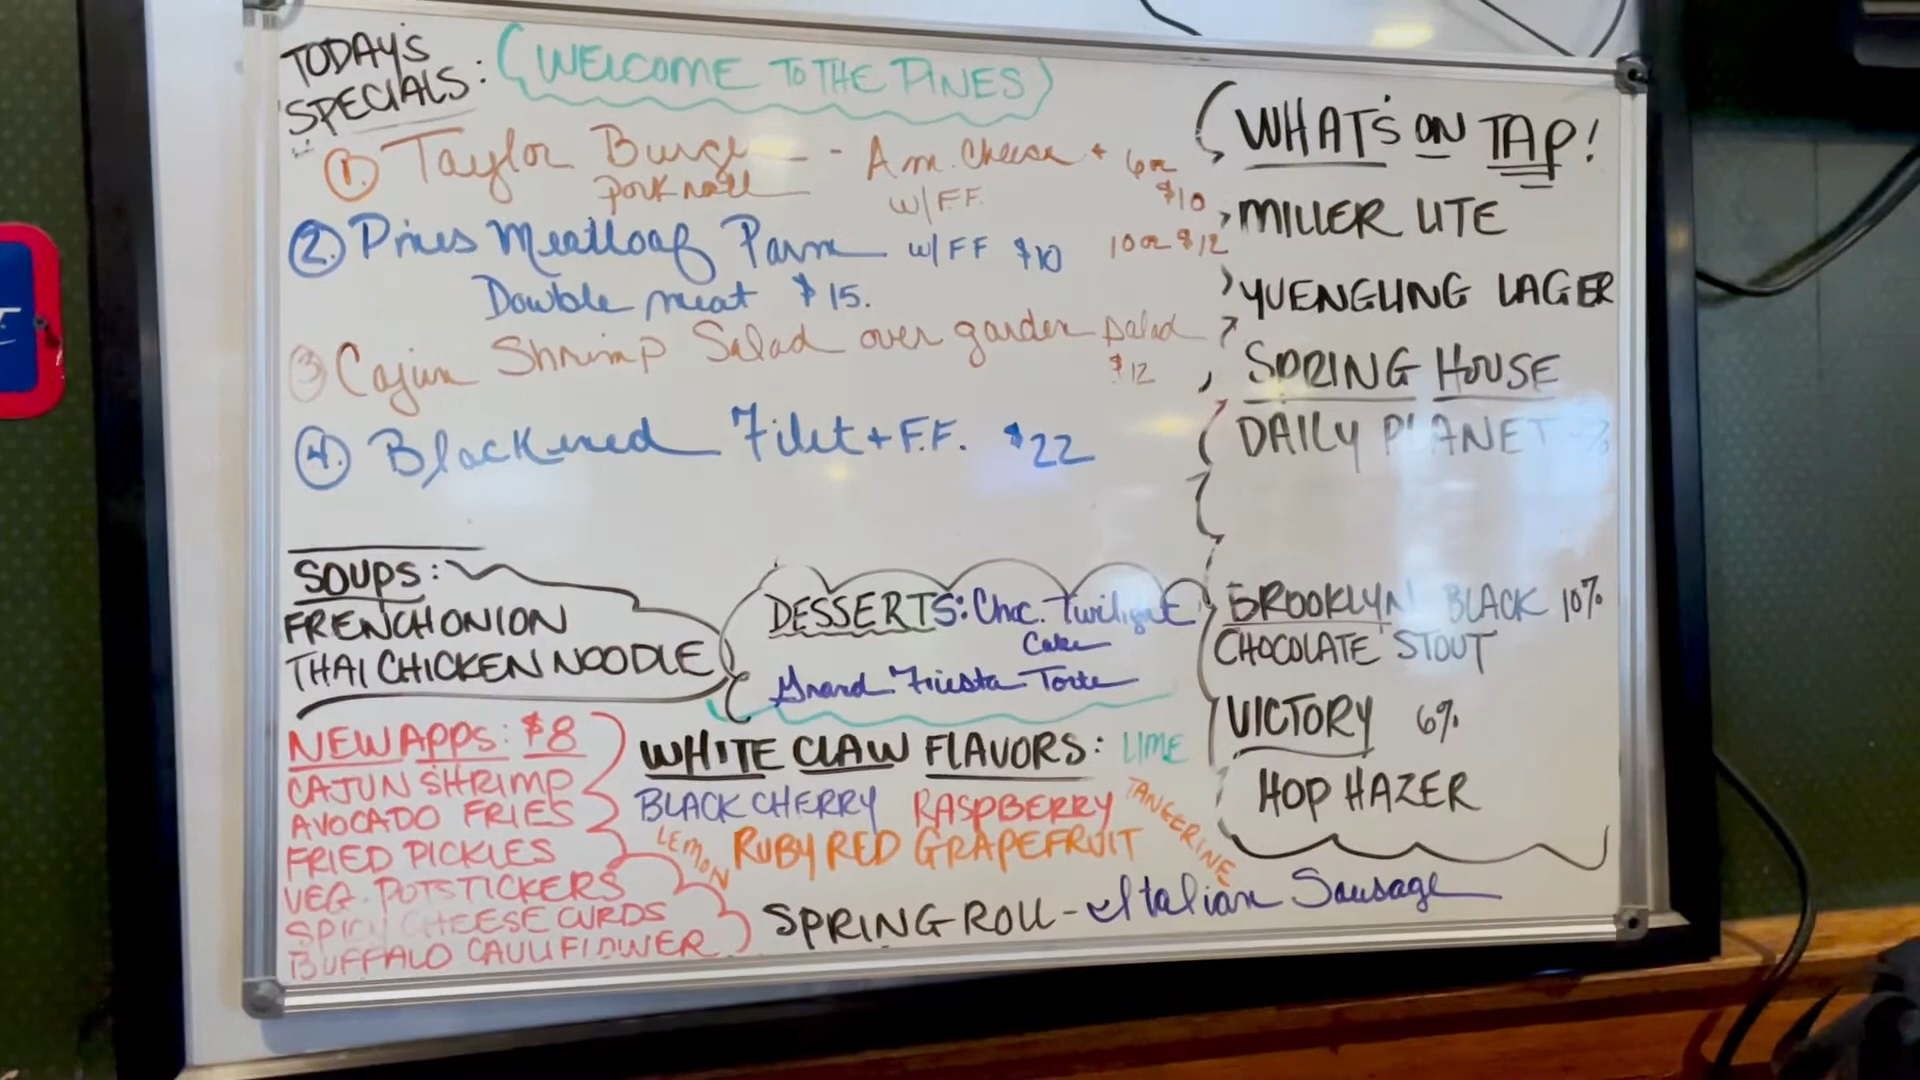 TODAY'S
SPECIALS:
WELCOME TO THE PINES
1. Taylor Burger - Am. Cheese + 6oz
pork roll w/FF. $10
2. Pines Meatloaf Parm w/FF $10 10oz $12
Double meat $15.
3 Cajun Shrimp Salad over garden salad
$12
4. Blackened Filet + F.F. $22
SOUPS:
FRENCH ONION
THAI CHICKEN NOODLE
DESSERTS: Choc. Twilight
Cake
Grand Fiesta Torte
NEW APPS: $8
CAJUN SHRIMP
AVOCADO FRIES
FRIED PICKLES
VEG. POTSTICKERS
SPICY CHEESE CURDS
BUFFALO CAULIFLOWER
WHITE CLAW FLAVORS: LIME
BLACK CHERRY RASPBERRY TANGERINE
LEMON RUBY RED GRAPEFRUIT
SPRING ROLL - Italian Sausage
WHAT'S ON TAP!
MILLER LITE
YUENGLING LAGER
SPRING HOUSE
DAILY PLANET
BROOKLYN BLACK 10%
CHOCOLATE STOUT
VICTORY 6%
HOP HAZER